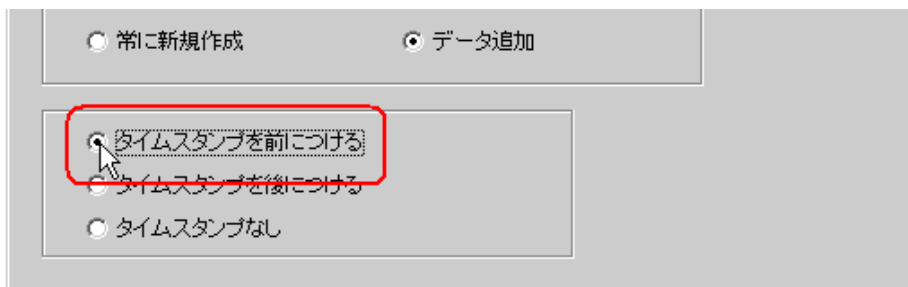 常に新規作成 データ追加
タイムスタンプを前につける
タイムスタンプを後につける
タイムスタンプなし